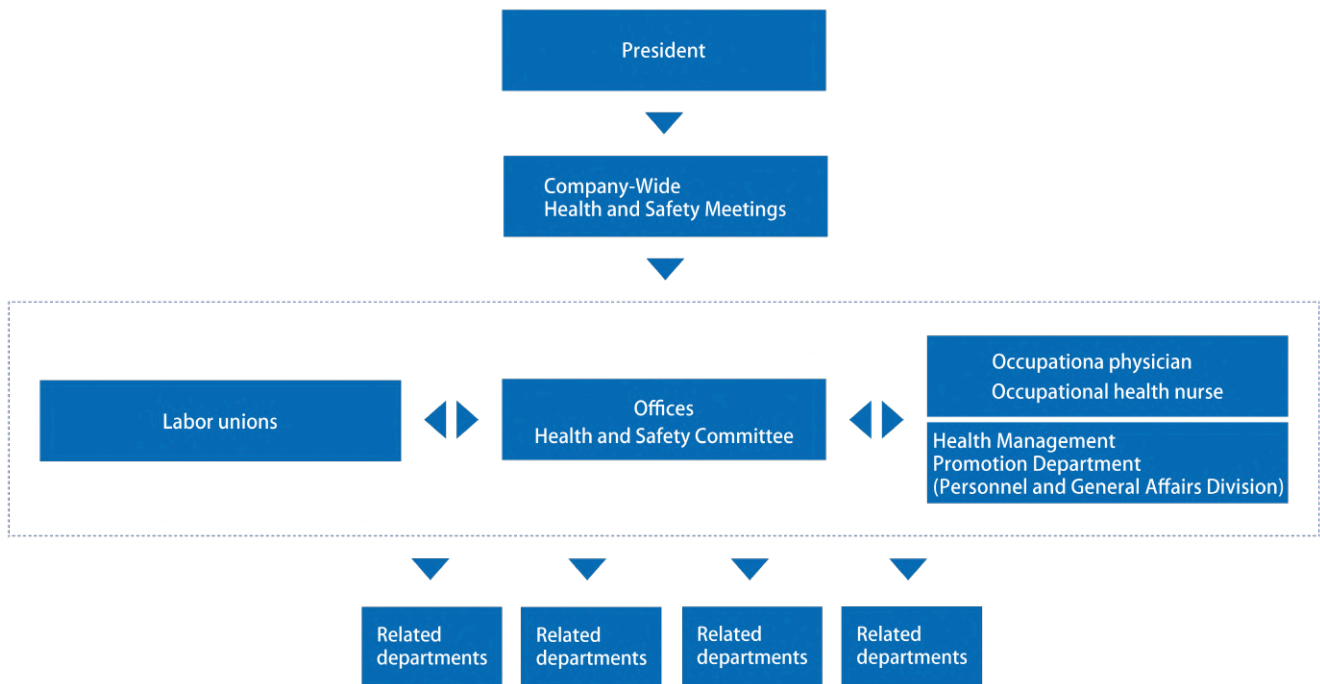 President
Company-Wide
Health and Safety Meetings
Labor unions
Offices
Health and Safety Committee
Occupationa physician
Occupational health nurse
Health Management
Promotion Department
(Personnel and General Affairs Division)
Related
departments
Related
departments
Related
departments
Related
departments